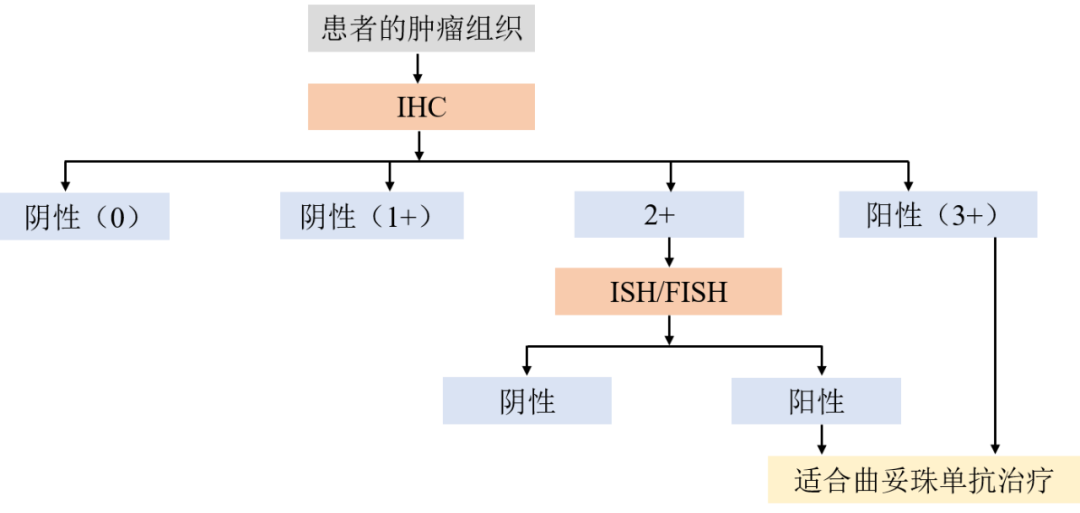 患者的肿瘤组织
IHC
阴性（0）
阴性（1+）
2+
阳性（3+）
ISH/FISH
阴性
阳性
适合曲妥珠单抗治疗